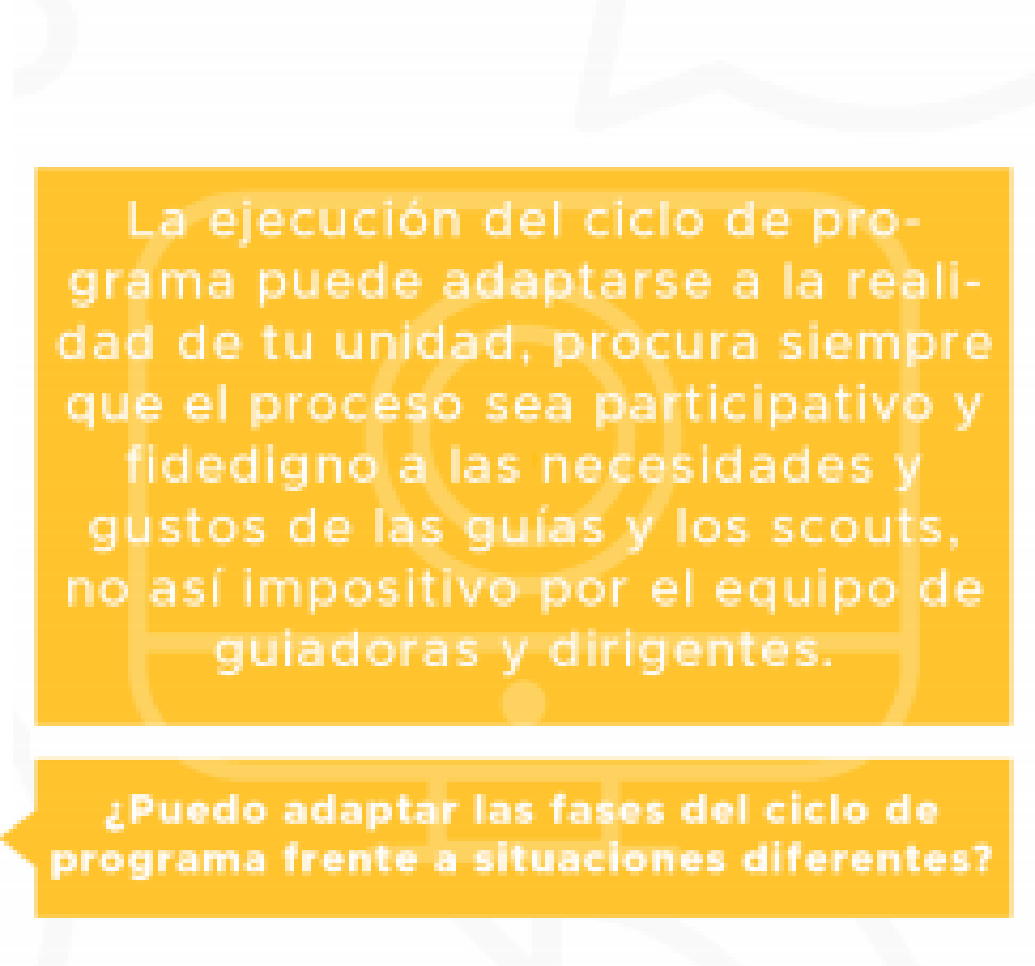 La ejecución del ciclo de pro-
grama puede adaptarse a la reali-
dad de tu unidad, procura siempre
que el proceso sea participativo y
fidedigno a las necesidades y
gustos de las guías y los scouts,
no así impositivo por el equipo de
guiadoras y dirigentes.
¿Puedo adaptar las fases del ciclo de
programa frente a situaciones diferentes?